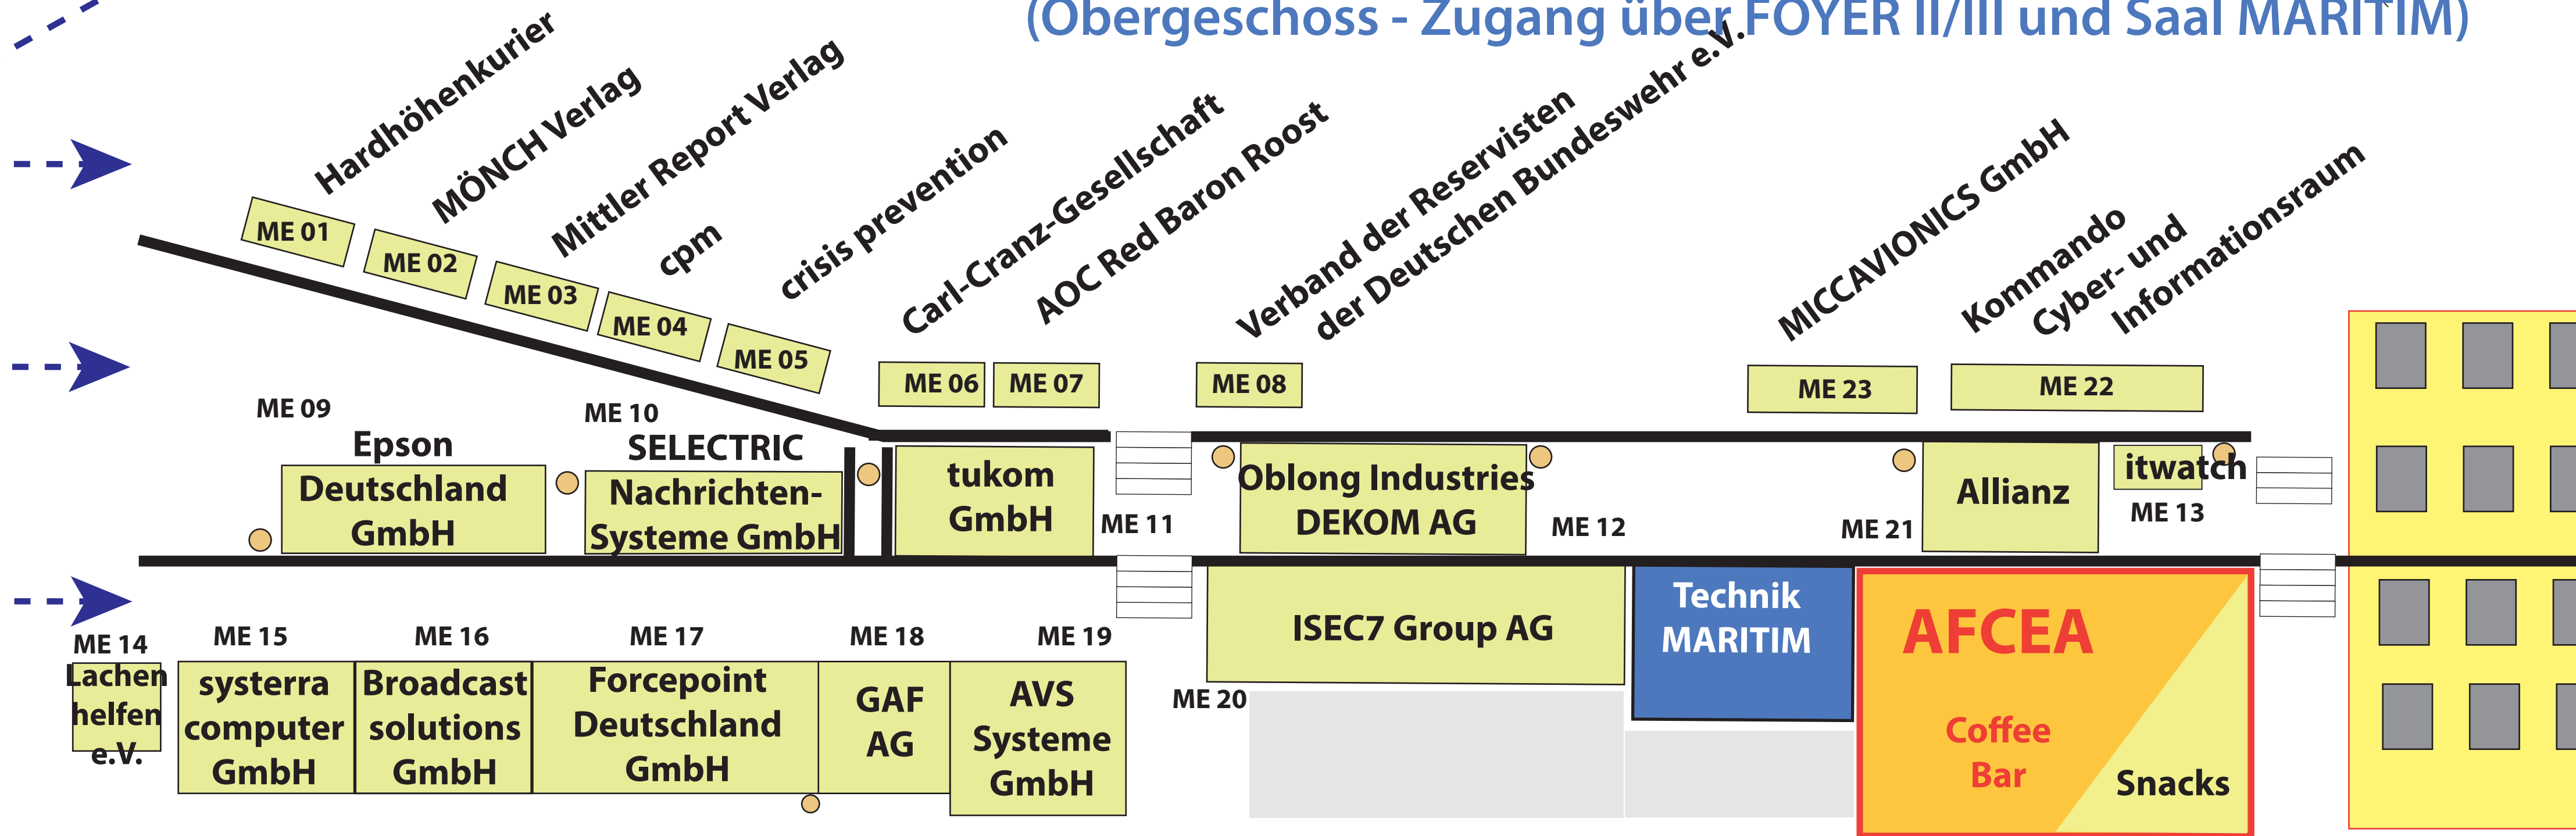 (Obergeschoss - Zugang über FOYER II/III und Saal MARITIM)
Hardhöhenkurier
MÖNCH Verlag
Mittler Report Verlag
cpm
crisis prevention
Carl-Cranz-Gesellschaft
AOC Red Baron Roost
Verband der Reservisten
der Deutschen Bundeswehr e.V.
MICCAVIONICS GmbH
Kommando
Cyber- und
Informationsraum
ME 01
ME 02
ME 03
ME 04
ME 05
ME 06
ME 07
ME 08
ME 23
ME 22
ME 09
Epson
Deutschland
GmbH
ME 10
SELECTRIC
Nachrichten-
Systeme GmbH
tukom
GmbH
ME 11
Oblong Industries
DEKOM AG
ME 12
ME 21
Allianz
itwatch
ME 13
ME 14
Lachen
helfen
e.V.
ME 15
systerra
computer
GmbH
ME 16
Broadcast
solutions
GmbH
ME 17
Forcepoint
Deutschland
GmbH
ME 18
GAF
AG
ME 19
AVS
Systeme
GmbH
ME 20
ISEC7 Group AG
Technik
MARITIM
AFCEA
Coffee
Bar
Snacks